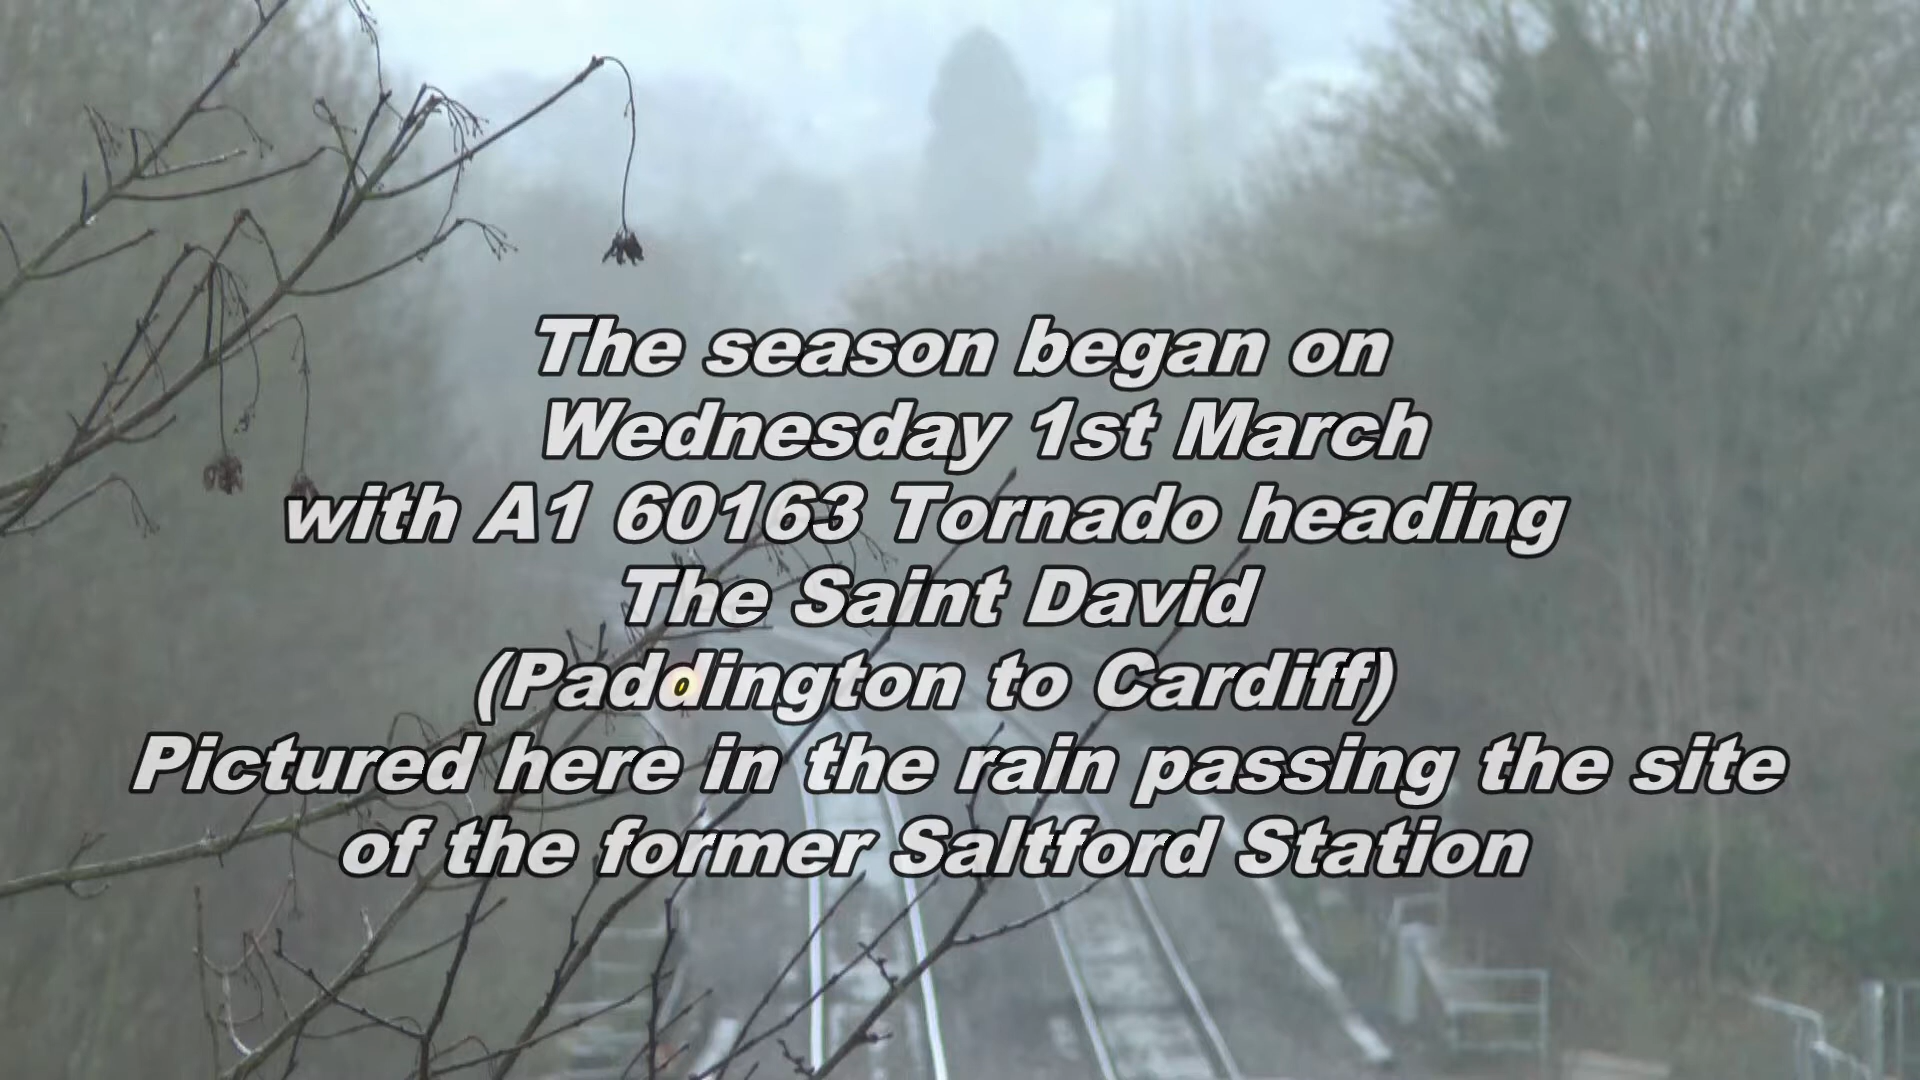 The season began on
Wednesday 1st March
with A1 60163 Tornado heading
The Saint David
(Paddington to Cardiff)
Pictured here in the rain passing the site
of the former Saltford Station